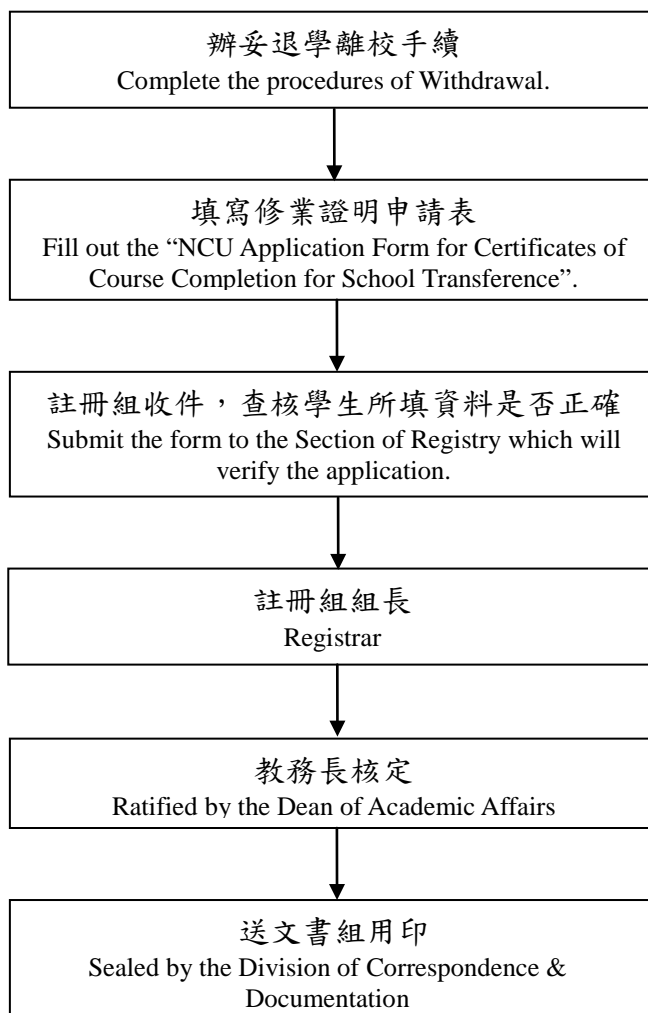 辦妥退學離校手續
Complete the procedures of Withdrawal.
填寫修業證明申請表
Fill out the “NCU Application Form for Certificates of
Course Completion for School Transference”.
註冊組收件，查核學生所填資料是否正確
Submit the form to the Section of Registry which will
verify the application.
註冊組組長
Registrar
教務長核定
Ratified by the Dean of Academic Affairs
送文書組用印
Sealed by the Division of Correspondence &
Documentation